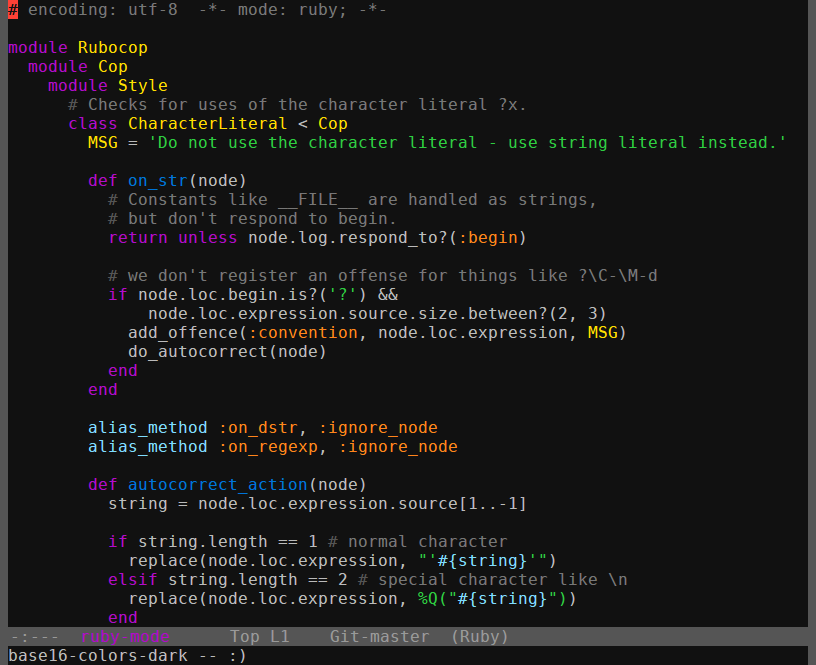 # encoding: utf-8  -*- mode: ruby; -*-
module Rubocop
module Cop
module Style
# Checks for uses of the character literal ?x.
class CharacterLiteral < Cop
MSG = 'Do not use the character literal - use string literal instead.'
def on_str(node)
# Constants like __FILE__ are handled as strings,
# but don't respond to begin.
return unless node.log.respond_to?(:begin)
# we don't register an offense for things like ?\C-\M-d
if node.loc.begin.is?('?') &&
node.loc.expression.source.size.between?(2, 3)
add_offence(:convention, node.loc.expression, MSG)
do_autocorrect(node)
end
end
alias_method :on_dstr, :ignore_node
alias_method :on_regexp, :ignore_node
def autocorrect_action(node)
string = node.loc.expression.source[1..-1]
if string.length == 1 # normal character
replace(node.loc.expression, "'#{string}'")
elsif string.length == 2 # special character like \n
replace(node.loc.expression, %Q("#{string}"))
end
-:---  ruby-mode      Top L1    Git-master  (Ruby)
base16-colors-dark -- :)